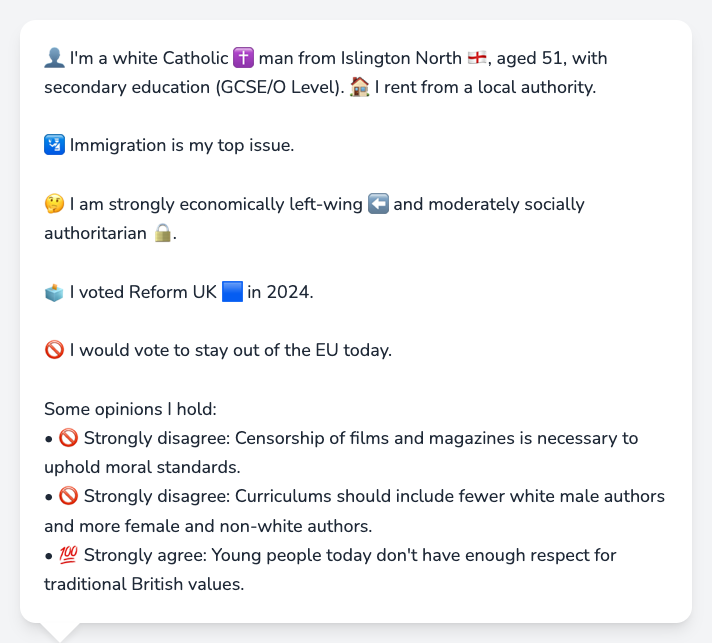 👤 I'm a white Catholic ✝️ man from Islington North 🏴󠁧󠁢󠁥󠁮󠁧󠁿, aged 51, with
secondary education (GCSE/O Level). 🏠 I rent from a local authority.
🛂 Immigration is my top issue.
🤔 I am strongly economically left-wing ⬅️ and moderately socially
authoritarian 🔒.
🗳️ I voted Reform UK 🟦 in 2024.
🚫 I would vote to stay out of the EU today.
Some opinions I hold:
• 🚫 Strongly disagree: Censorship of films and magazines is necessary to
uphold moral standards.
• 🚫 Strongly disagree: Curriculums should include fewer white male authors
and more female and non-white authors.
• 💯 Strongly agree: Young people today don't have enough respect for
traditional British values.